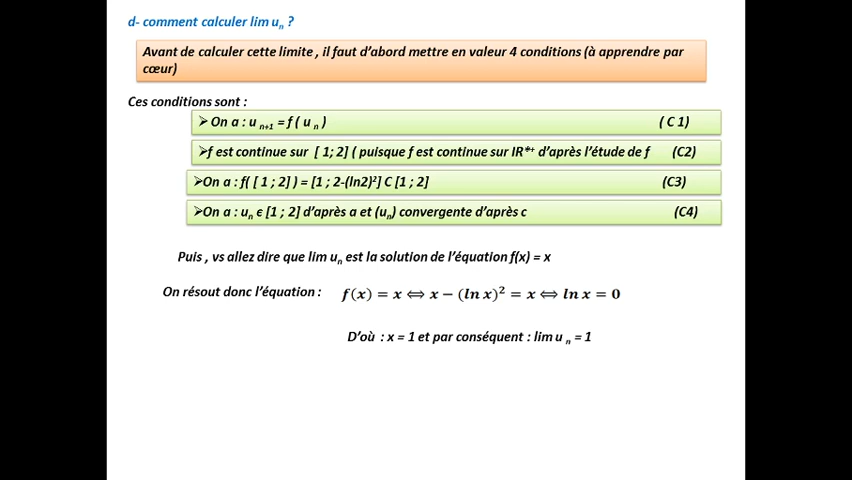 d- comment calculer lim uₙ ?
Avant de calculer cette limite , il faut d'abord mettre en valeur 4 conditions (à apprendre par
cœur)
Ces conditions sont :
➢ On a : u ₙ₊₁ = f ( u ₙ ) ( C 1)
➢f est continue sur [ 1; 2] ( puisque f est continue sur IR*⁺ d'après l'étude de f (C2)
➢On a : f( [ 1 ; 2] ) = [1 ; 2-(ln2)²] C [1 ; 2] (C3)
➢On a : uₙ є [1 ; 2] d'après a et (uₙ) convergente d'après c (C4)
Puis , vs allez dire que lim uₙ est la solution de l'équation f(x) = x
On résout donc l'équation : f(x) = x ⟺ x − (ln x)² = x ⟺ ln x = 0
D'où : x = 1 et par conséquent : lim u ₙ = 1